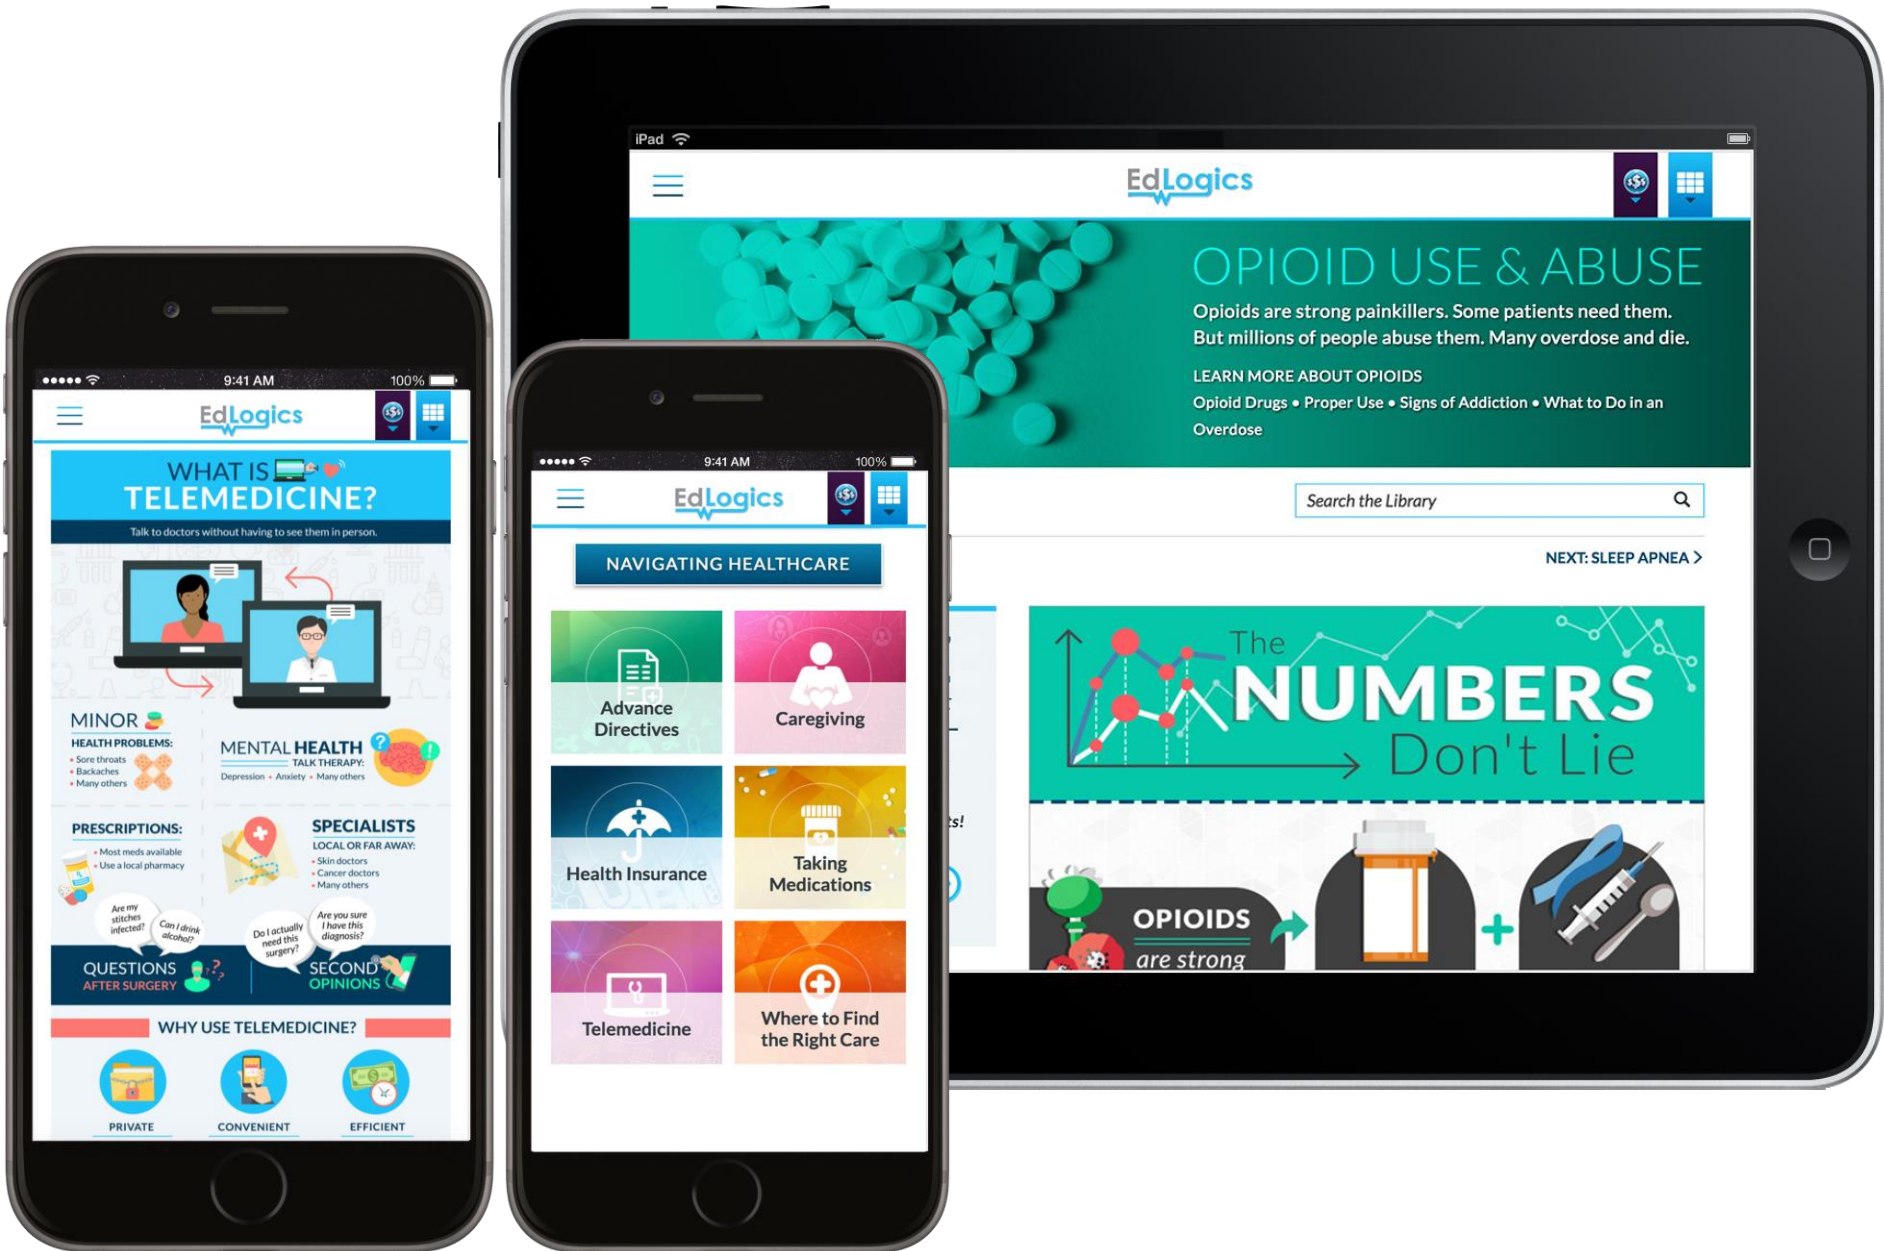 9:41 AM
100%
EdLogics
$$$
WHAT IS
TELEMEDICINE?
Talk to doctors without having to see them in person.
MINOR
HEALTH PROBLEMS:
• Sore throats
• Backaches
• Many others
MENTAL HEALTH
TALK THERAPY:
Depression • Anxiety • Many others
PRESCRIPTIONS:
• Most meds available
• Use a local pharmacy
SPECIALISTS
LOCAL OR FAR AWAY:
• Skin doctors
• Cancer doctors
• Many others
Are my
stitches
infected?
Can I drink
alcohol?
Do I actually
need this
surgery?
Are you sure
I have this
diagnosis?
QUESTIONS
AFTER SURGERY
SECOND
OPINIONS
WHY USE TELEMEDICINE?
PRIVATE
CONVENIENT
EFFICIENT
9:41 AM
100%
EdLogics
$$$
NAVIGATING HEALTHCARE
Advance
Directives
Caregiving
Health Insurance
Taking
Medications
Telemedicine
Where to Find
the Right Care
iPad
EdLogics
$$$
OPIOID USE & ABUSE
Opioids are strong painkillers. Some patients need them.
But millions of people abuse them. Many overdose and die.
LEARN MORE ABOUT OPIOIDS
Opioid Drugs • Proper Use • Signs of Addiction • What to Do in an
Overdose
Search the Library
NEXT: SLEEP APNEA >
ts!
The
NUMBERS
Don't Lie
OPIOIDS
are strong
+